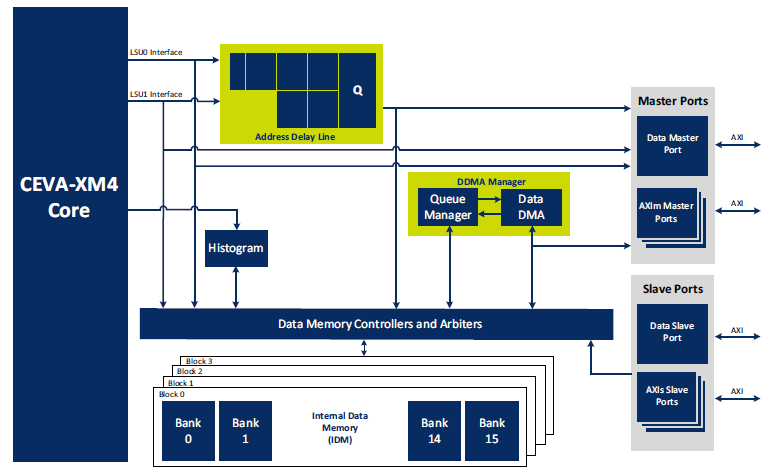 CEVA-XM4
Core
LSU0 Interface
LSU1 Interface
Q
Address Delay Line
Histogram
DDMA Manager
Queue
Manager
Data
DMA
Master Ports
Data Master
Port
AXI
AXIm Master
Ports
AXI
Slave Ports
Data Slave
Port
AXI
AXIs Slave
Ports
AXI
Data Memory Controllers and Arbiters
Block 3
Block 2
Block 1
Block 0
Bank
0
Bank
1
Internal Data
Memory
(IDM)
Bank
14
Bank
15